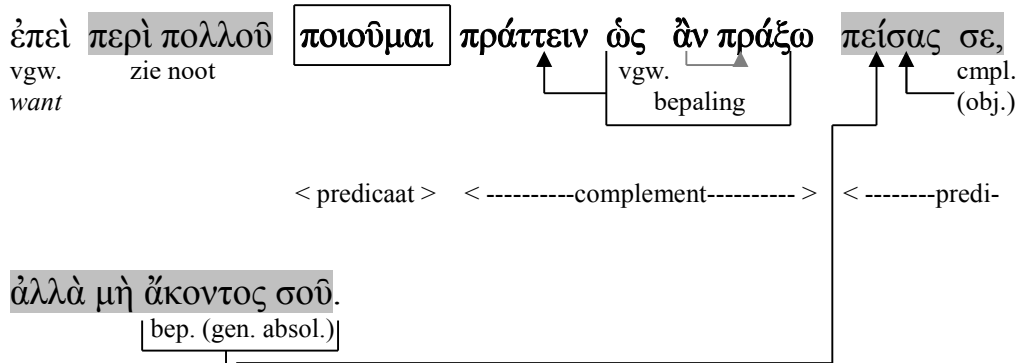 ἐπεὶ περὶ πολλοῦ ποιοῦμαι πράττειν ὡς ἂν πράξω πείσας σε,
vgw. zie noot vgw. cmpl.
want bepaling (obj.)
< predicaat > < ----------complement---------- > < --------predi-
ἀλλὰ μὴ ἄκοντος σοῦ.
bep. (gen. absol.)